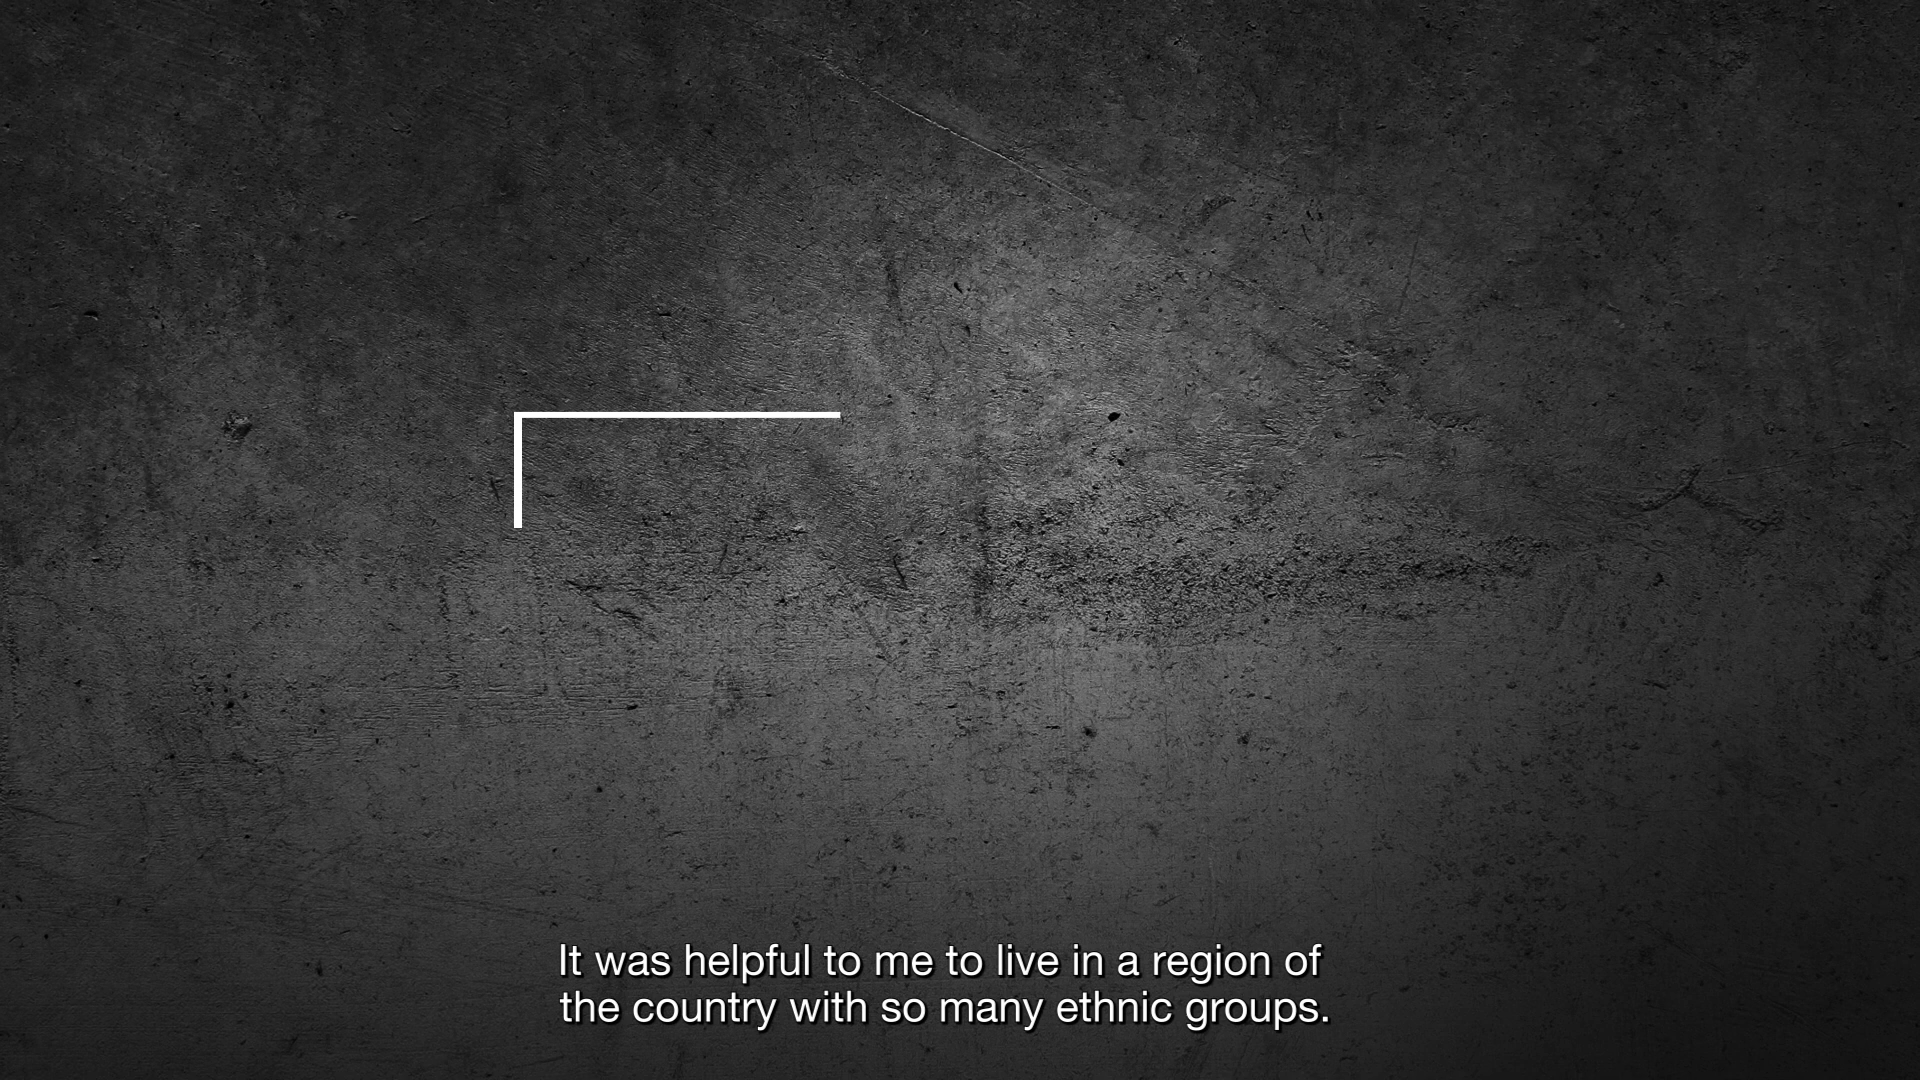 It was helpful to me to live in a region of
the country with so many ethnic groups.